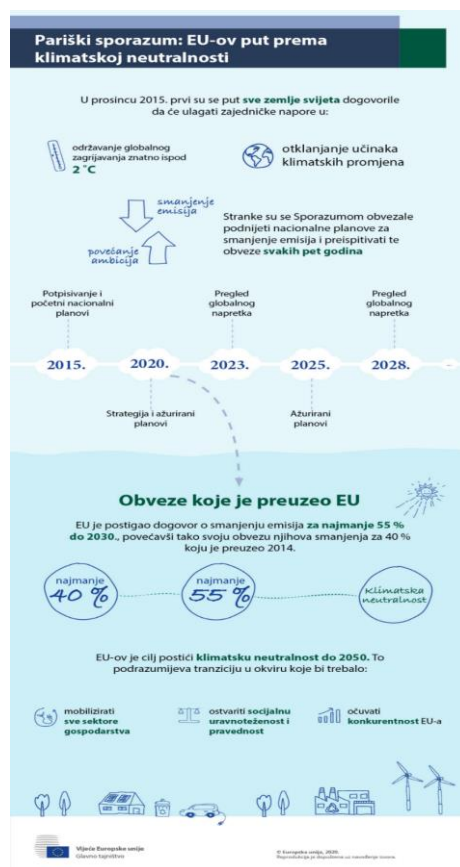 Pariški sporazum: EU-ov put prema
klimatskoj neutralnosti
U prosincu 2015. prvi su se put sve zemlje svijeta dogovorile
da će ulagati zajedničke napore u:
održavanje globalnog
zagrijavanja znatno ispod
2 °C
otklanjanje učinaka
klimatskih promjena
smanjenje
emisija
povećanje
ambicija
Stranke su se Sporazumom obvezale
podnijeti nacionalne planove za
smanjenje emisija i preispitivati te
obveze svakih pet godina
Potpisivanje i
početni nacionalni
planovi
Pregled
globalnog
napretka
Pregled
globalnog
napretka
2015.
2020.
2023.
2025.
2028.
Strategija i ažurirani
planovi
Ažurirani
planovi
Obveze koje je preuzeo EU
EU je postigao dogovor o smanjenju emisija za najmanje 55 %
do 2030., povećavši tako svoju obvezu njihova smanjenja za 40 %
koju je preuzeo 2014.
najmanje
40 %
najmanje
55 %
Klimatska
neutralnost
EU-ov je cilj postići klimatsku neutralnost do 2050. To
podrazumijeva tranziciju u okviru koje bi trebalo:
mobilizirati
sve sektore
gospodarstva
ostvariti socijalnu
uravnoteženost i
pravednost
očuvati
konkurentnost EU-a
Vijeće Europske unije
Glavno tajništvo
© Europska unija, 2020.
Reprodukcija je dopuštena uz navođenje izvora.